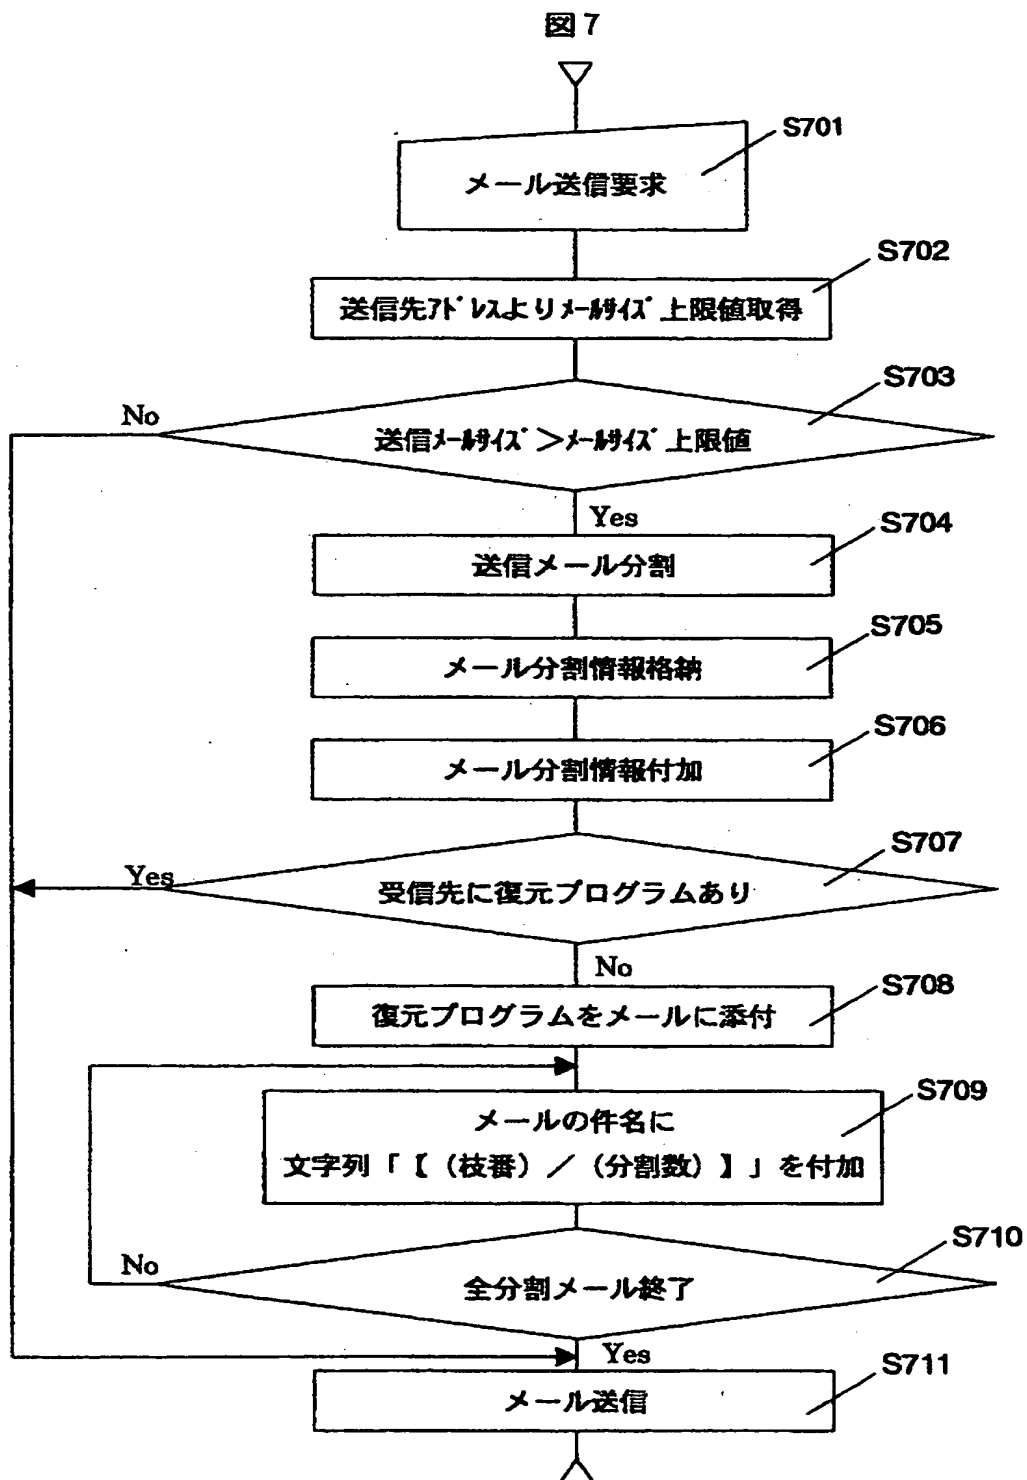 図7
S701
メール送信要求
S702
送信先ｱﾄﾞﾚｽよりﾒｰﾙｻｲｽﾞ上限値取得
S703
No
送信ﾒｰﾙｻｲｽﾞ＞ﾒｰﾙｻｲｽﾞ上限値
Yes
S704
送信メール分割
S705
メール分割情報格納
S706
メール分割情報付加
S707
Yes
受信先に復元プログラムあり
No
S708
復元プログラムをメールに添付
S709
メールの件名に
文字列「【（枝番）／（分割数）】」を付加
S710
No
全分割メール終了
Yes
S711
メール送信